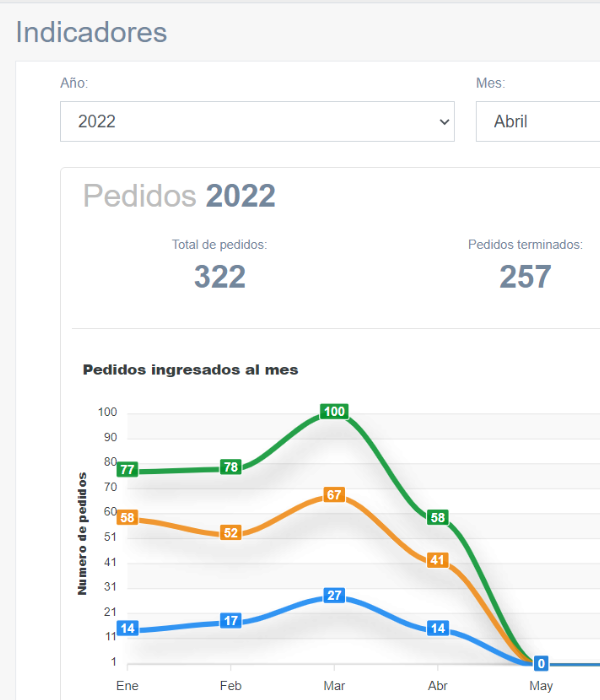 Indicadores
Año: Mes:
2022 Abril
Pedidos 2022
Total de pedidos: Pedidos terminados:
322 257
Pedidos ingresados al mes
Numero de pedidos
100
90
80
70
60
51
41
31
21
11
1
77 78 100 58
58 52 67 41
14 17 27 14 0
Ene Feb Mar Abr May